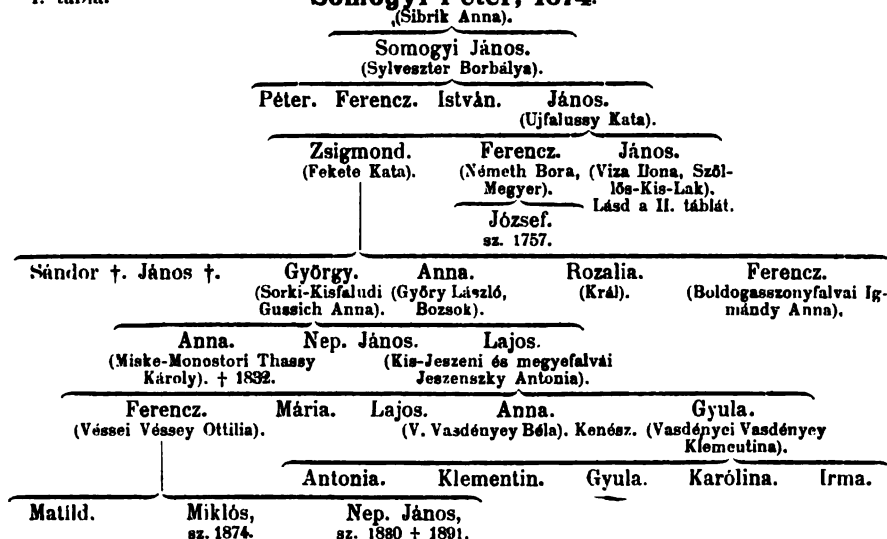 I. tábla. Somogyi Péter, 1874.
(Sibrik Anna).
Somogyi János.
(Sylveszter Borbálya).
Péter. Ferencz. István. János.
(Ujfalussy Kata).
Zsigmond. Ferencz. János.
(Fekete Kata). (Németh Bora, (Viza Ilona, Szől-
Megyer). lős-Kis-Lak).
Lásd a II. táblát.
József.
sz. 1757.
Sándor †. János †. György. Anna. Rozalia. Ferencz.
(Sorki-Kisfaludi (Győry László, (Král). (Boldogasszonyfalvai Ig-
Gussich Anna). Bozsok). mándy Anna).
Anna. Nep. János. Lajos.
(Miske-Monostori Thassy (Kis-Jeszeni és megyefalvái
Károly). † 1832. Jeszenszky Antonia).
Ferencz. Mária. Lajos. Anna. Gyula.
(Véssei Véssey Ottilia). (V. Vasdényey Béla). Kenész. (Vasdényei Vasdényey
Klementina).
Antonia. Klementin. Gyula. Karólina. Irma.
Matild. Miklós, Nep. János,
sz. 1874. sz. 1880 † 1891.